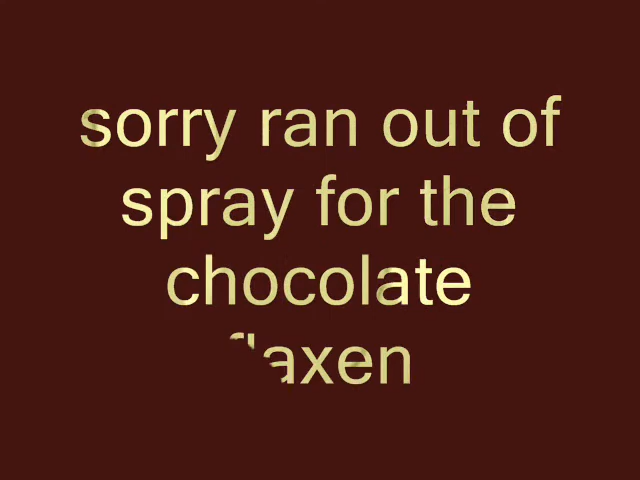 sorry ran out of
spray for the
chocolate
flaxen